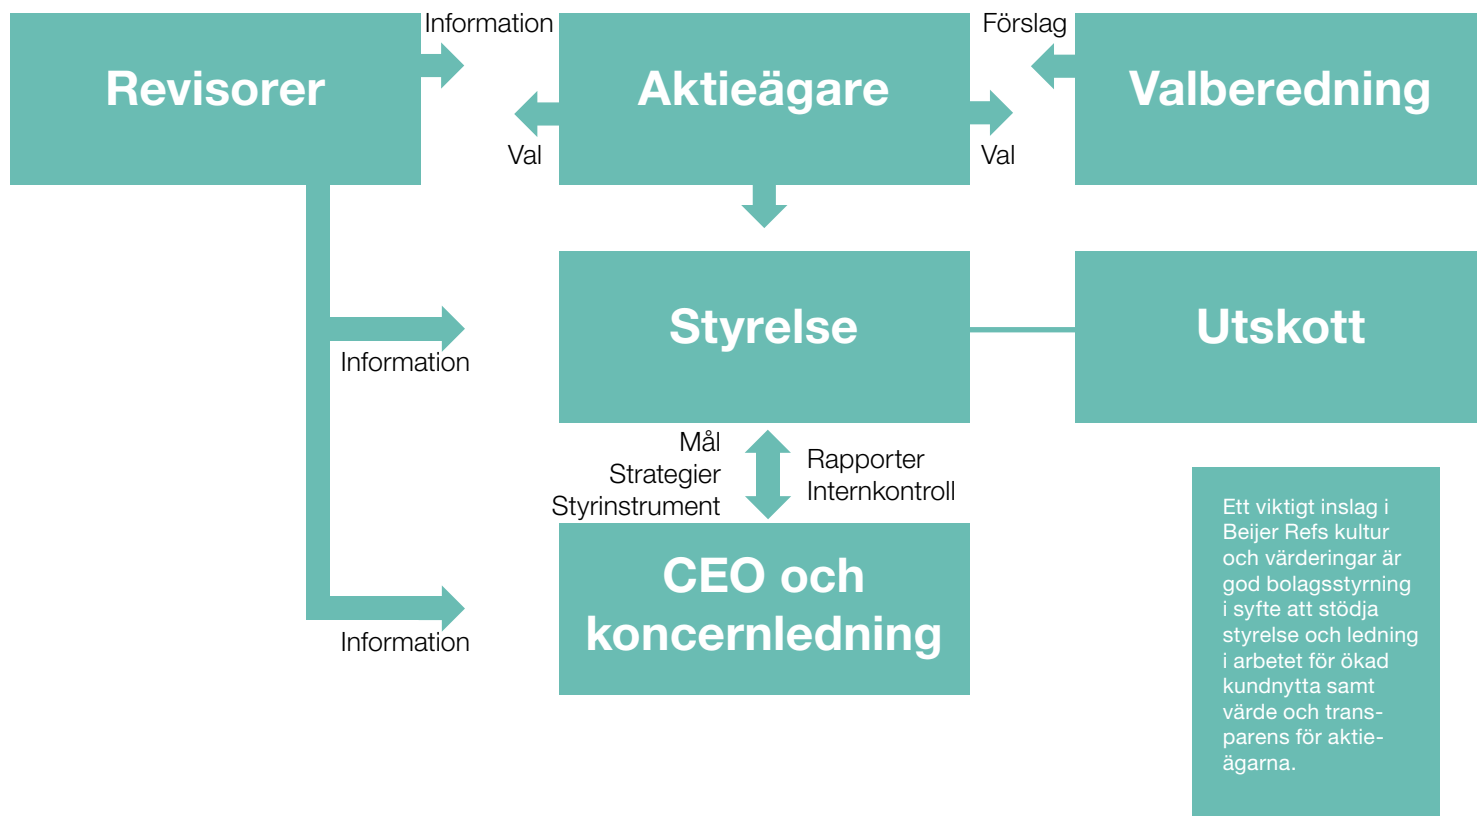 Revisorer
Information
Val
Aktieägare
Förslag
Val
Valberedning
Information
Styrelse
Utskott
Mål
Strategier
Styrinstrument
Rapporter
Internkontroll
Information
CEO och
koncernledning
Ett viktigt inslag i
Beijer Refs kultur
och värderingar är
god bolagsstyrning
i syfte att stödja
styrelse och ledning
i arbetet för ökad
kundnytta samt
värde och trans-
parens för aktie-
ägarna.